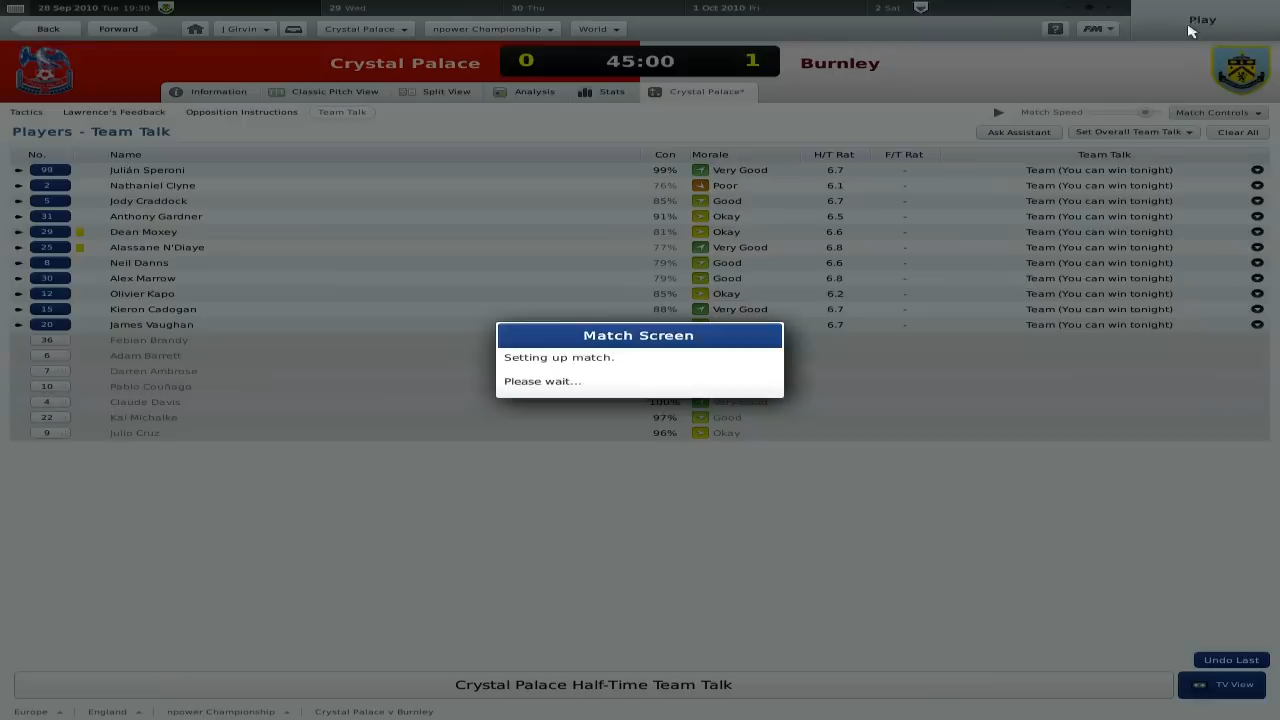 28 Sep 2010 Tue 19:30 29 Wed 30 Thu 1 Oct 2010 Fri 2 Sat
Back Forward J Girvin Crystal Palace npower Championship World ? FM Play
Crystal Palace 0 45:00 1 Burnley
Information Classic Pitch View Split View Analysis Stats Crystal Palace*
Tactics Lawrence's Feedback Opposition Instructions Team Talk Match Speed Match Controls
Players - Team Talk Ask Assistant Set Overall Team Talk Clear All
No. Name Con Morale H/T Rat F/T Rat Team Talk
99 Julián Speroni 99% Very Good 6.7 - Team (You can win tonight)
2 Nathaniel Clyne 76% Poor 6.1 - Team (You can win tonight)
5 Jody Craddock 85% Good 6.7 - Team (You can win tonight)
31 Anthony Gardner 91% Okay 6.5 - Team (You can win tonight)
29 Dean Moxey 81% Okay 6.6 - Team (You can win tonight)
25 Alassane N'Diaye 77% Very Good 6.8 - Team (You can win tonight)
8 Neil Danns 79% Good 6.6 - Team (You can win tonight)
30 Alex Marrow 79% Good 6.8 - Team (You can win tonight)
12 Olivier Kapo 85% Okay 6.2 - Team (You can win tonight)
15 Kieron Cadogan 88% Very Good 6.7 - Team (You can win tonight)
20 James Vaughan 6.7 - Team (You can win tonight)
36 Febian Brandy
6 Adam Barrett
7 Darren Ambrose
10 Pablo Couñago
4 Claude Davis 100% Very Good
22 Kai Michalke 97% Good
9 Julio Cruz 96% Okay
Match Screen
Setting up match.
Please wait...
Undo Last
Crystal Palace Half-Time Team Talk TV View
Europe England npower Championship Crystal Palace v Burnley